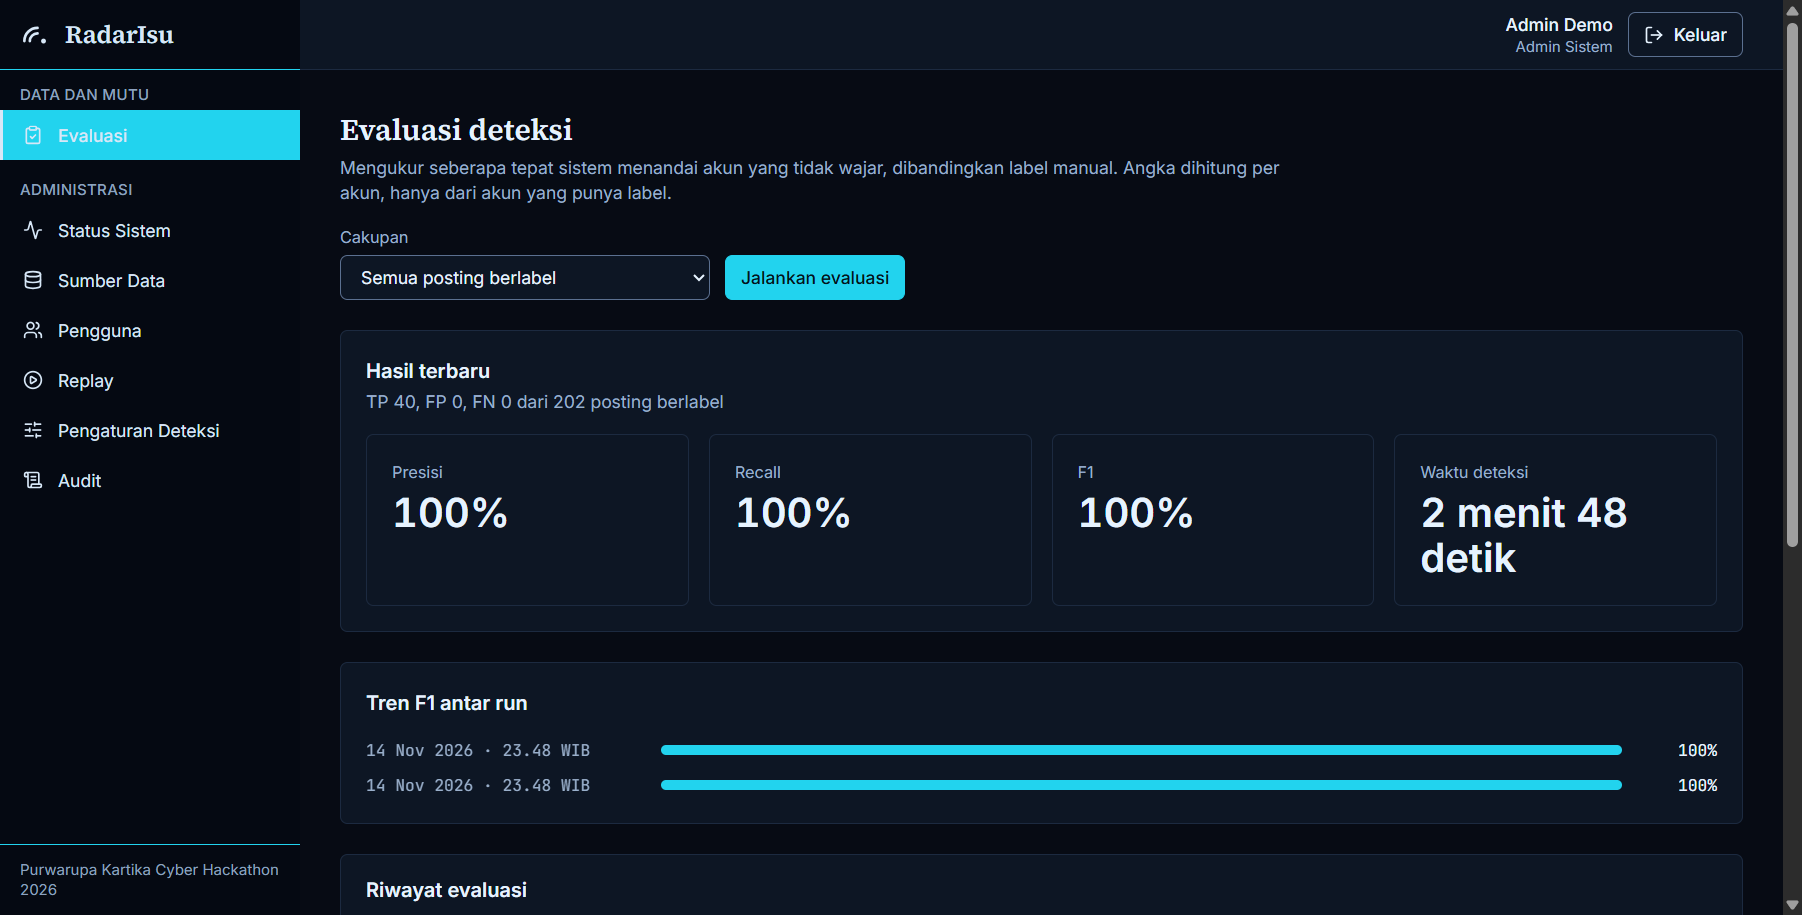 RadarIsu
DATA DAN MUTU
Evaluasi
ADMINISTRASI
Status Sistem
Sumber Data
Pengguna
Replay
Pengaturan Deteksi
Audit
Purwarupa Kartika Cyber Hackathon
2026
Admin Demo
Admin Sistem
Keluar
Evaluasi deteksi
Mengukur seberapa tepat sistem menandai akun yang tidak wajar, dibandingkan label manual. Angka dihitung per
akun, hanya dari akun yang punya label.
Cakupan
Semua posting berlabel
Jalankan evaluasi
Hasil terbaru
TP 40, FP 0, FN 0 dari 202 posting berlabel
Presisi
100%
Recall
100%
F1
100%
Waktu deteksi
2 menit 48
detik
Tren F1 antar run
14 Nov 2026 · 23.48 WIB 100%
14 Nov 2026 · 23.48 WIB 100%
Riwayat evaluasi